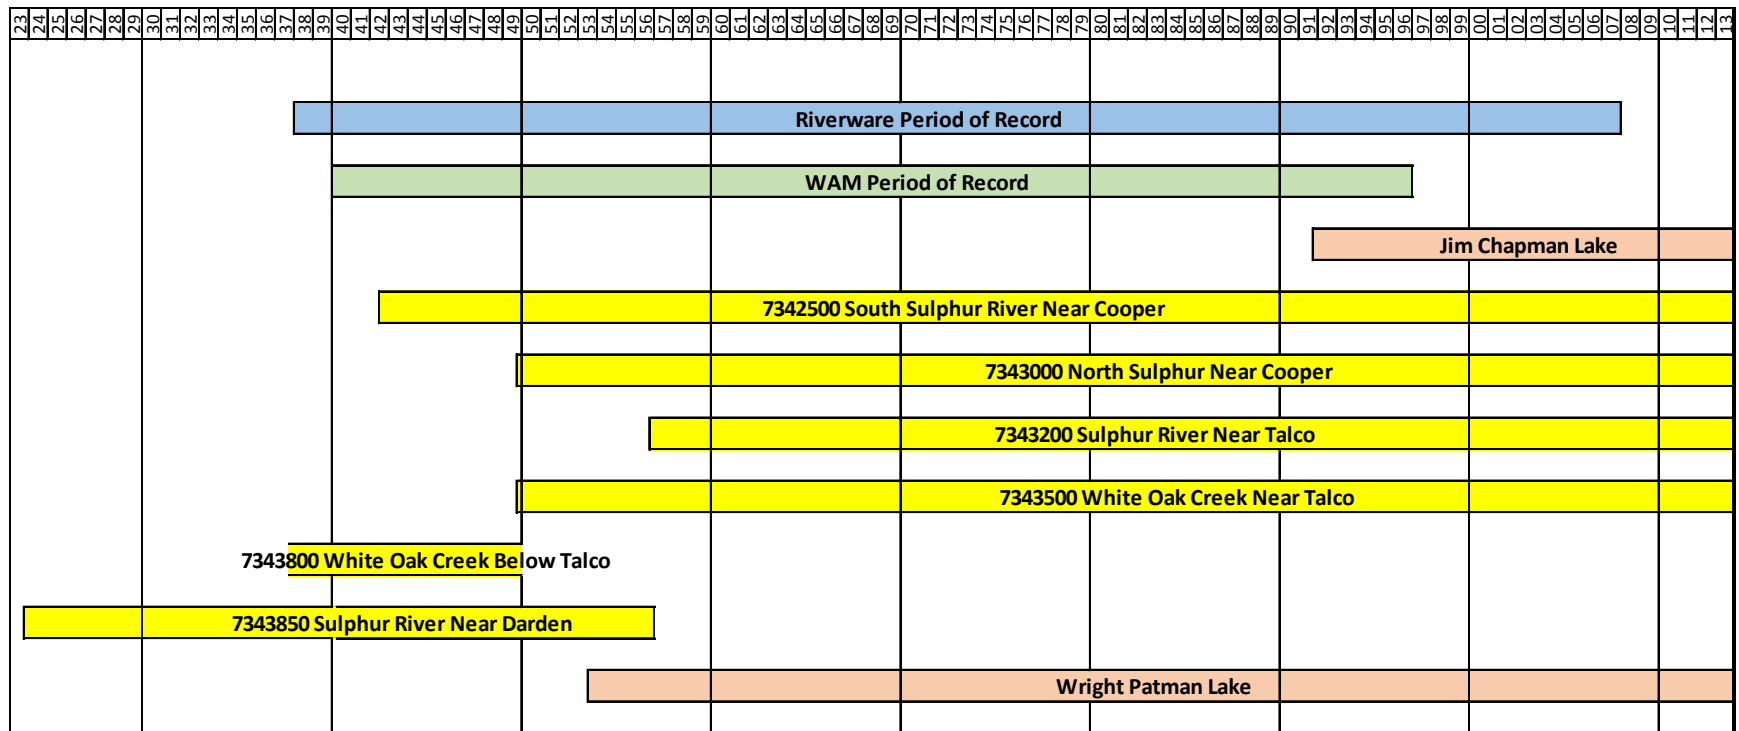 23 24 25 26 27 28 29 30 31 32 33 34 35 36 37 38 39 40 41 42 43 44 45 46 47 48 49 50 51 52 53 54 55 56 57 58 59 60 61 62 63 64 65 66 67 68 69 70 71 72 73 74 75 76 77 78 79 80 81 82 83 84 85 86 87 88 89 90 91 92 93 94 95 96 97 98 99 00 01 02 03 04 05 06 07 08 09 10 11 12 13
Riverware Period of Record
WAM Period of Record
Jim Chapman Lake
7342500 South Sulphur River Near Cooper
7343000 North Sulphur Near Cooper
7343200 Sulphur River Near Talco
7343500 White Oak Creek Near Talco
7343800 White Oak Creek Below Talco
7343850 Sulphur River Near Darden
Wright Patman Lake